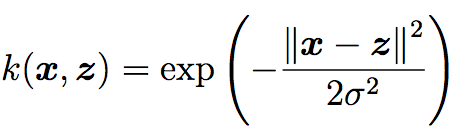 k(𝒙, 𝒛) = exp(−‖𝒙 − 𝒛‖² / 2σ²)